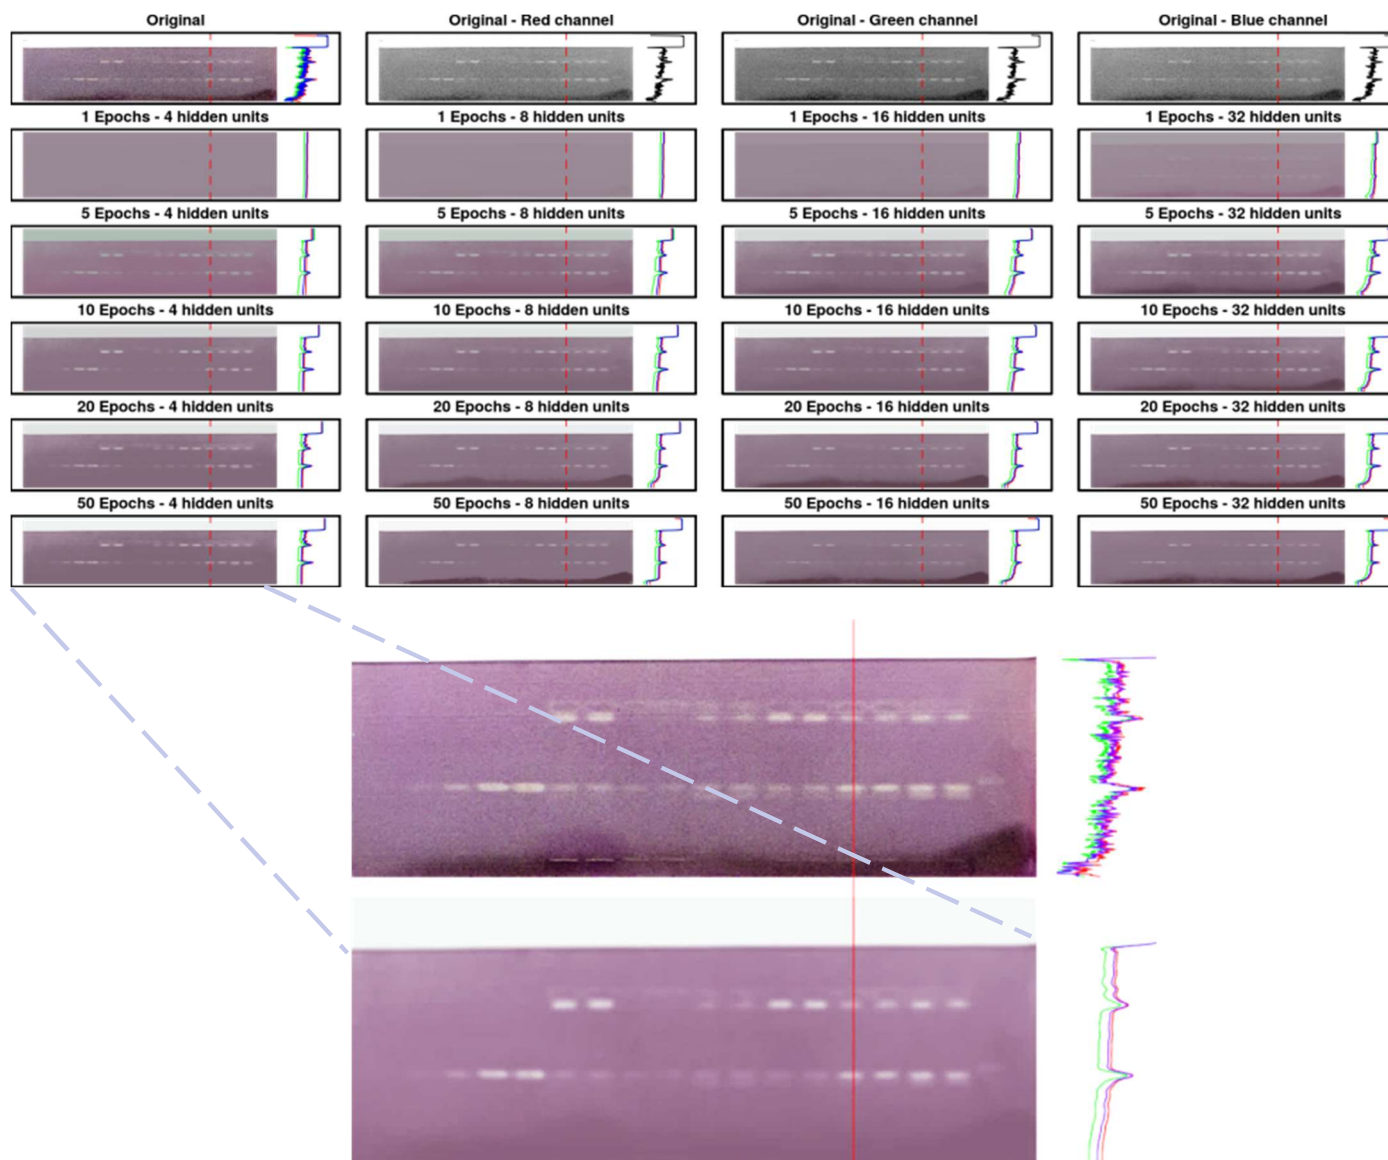 Original
Original - Red channel
Original - Green channel
Original - Blue channel
1 Epochs - 4 hidden units
1 Epochs - 8 hidden units
1 Epochs - 16 hidden units
1 Epochs - 32 hidden units
5 Epochs - 4 hidden units
5 Epochs - 8 hidden units
5 Epochs - 16 hidden units
5 Epochs - 32 hidden units
10 Epochs - 4 hidden units
10 Epochs - 8 hidden units
10 Epochs - 16 hidden units
10 Epochs - 32 hidden units
20 Epochs - 4 hidden units
20 Epochs - 8 hidden units
20 Epochs - 16 hidden units
20 Epochs - 32 hidden units
50 Epochs - 4 hidden units
50 Epochs - 8 hidden units
50 Epochs - 16 hidden units
50 Epochs - 32 hidden units